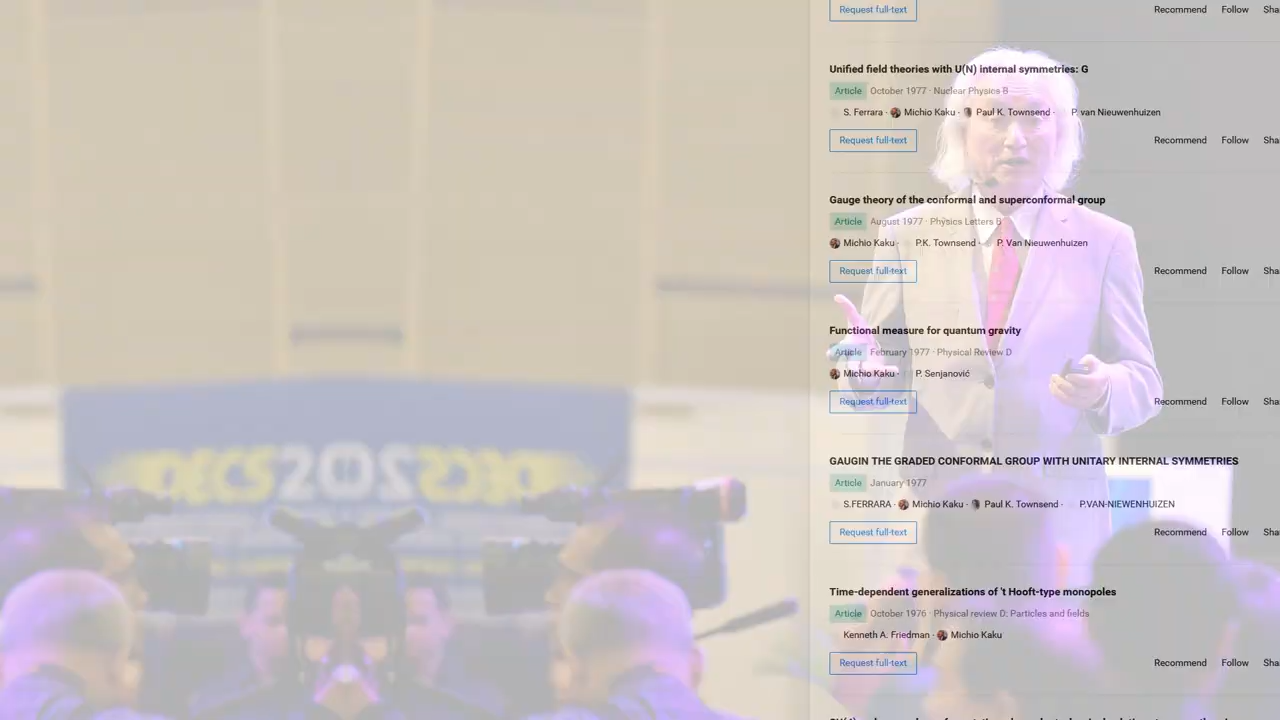 Request full-text Recommend Follow Sha
Unified field theories with U(N) internal symmetries: G
Article October 1977 · Nuclear Physics B
S. Ferrara · Michio Kaku · Paul K. Townsend · P. van Nieuwenhuizen
Request full-text Recommend Follow Sha
Gauge theory of the conformal and superconformal group
Article August 1977 · Physics Letters B
Michio Kaku · P.K. Townsend · P. Van Nieuwenhuizen
Request full-text Recommend Follow Sha
Functional measure for quantum gravity
Article February 1977 · Physical Review D
Michio Kaku · P. Senjanović
Request full-text Recommend Follow Sha
GAUGIN THE GRADED CONFORMAL GROUP WITH UNITARY INTERNAL SYMMETRIES
Article January 1977
S.FERRARA · Michio Kaku · Paul K. Townsend · P.VAN-NIEWENHUIZEN
Request full-text Recommend Follow Sha
Time-dependent generalizations of 't Hooft-type monopoles
Article October 1976 · Physical review D: Particles and fields
Kenneth A. Friedman · Michio Kaku
Request full-text Recommend Follow Sha